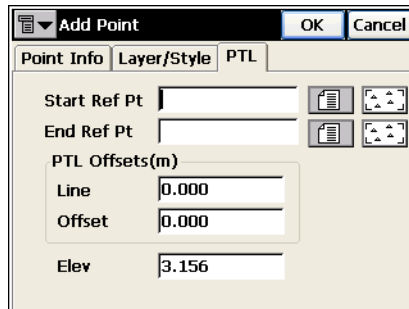 Add Point OK Cancel
Point Info Layer/Style PTL
Start Ref Pt
End Ref Pt
PTL Offsets(m)
Line 0.000
Offset 0.000
Elev 3.156